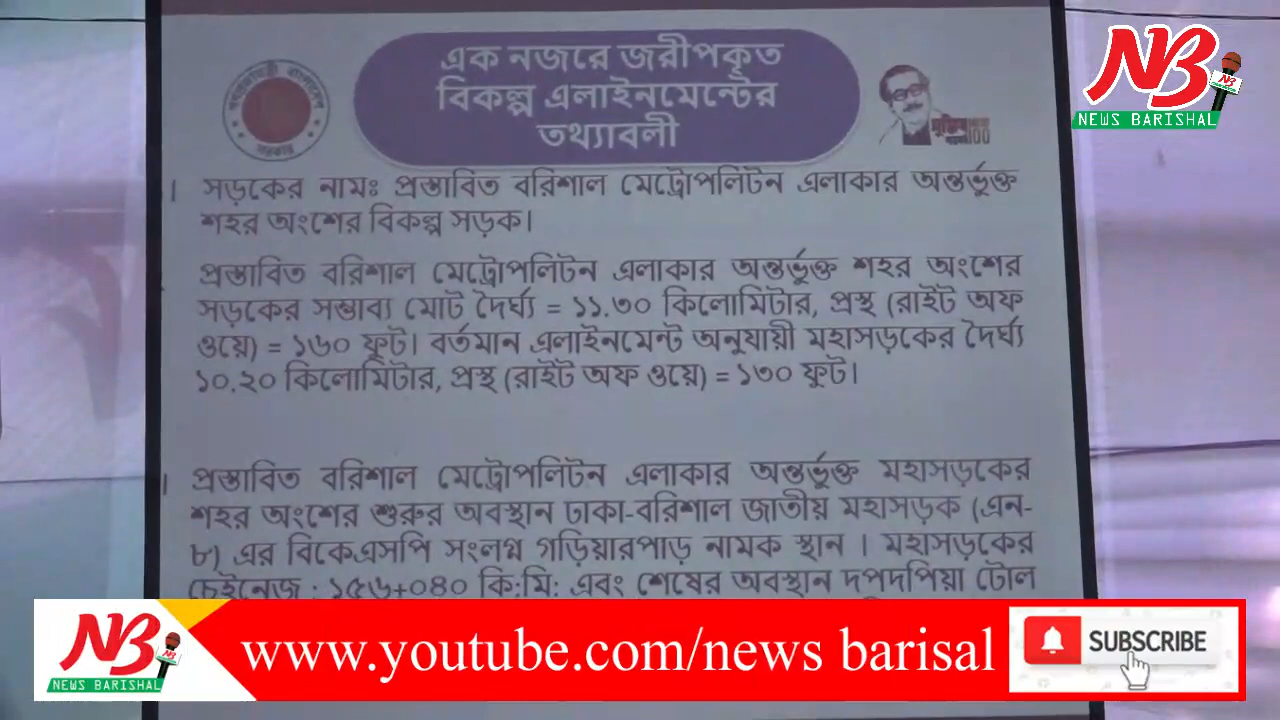 এক নজরে জরীপকৃত
বিকল্প এলাইনমেন্টের
তথ্যাবলী
NB
NEWS BARISHAL
১00
। সড়কের নামঃ প্রস্তাবিত বরিশাল মেট্রোপলিটন এলাকার অন্তর্ভুক্ত
শহর অংশের বিকল্প সড়ক।
প্রস্তাবিত বরিশাল মেট্রোপলিটন এলাকার অন্তর্ভুক্ত শহর অংশের
সড়কের সম্ভাব্য মোট দৈর্ঘ্য = ১১.৩০ কিলোমিটার, প্রস্থ (রাইট অফ
ওয়ে) = ১৬০ ফুট। বর্তমান এলাইনমেন্ট অনুযায়ী মহাসড়কের দৈর্ঘ্য
১০.২০ কিলোমিটার, প্রস্থ (রাইট অফ ওয়ে) = ১৩০ ফুট।
। প্রস্তাবিত বরিশাল মেট্রোপলিটন এলাকার অন্তর্ভুক্ত মহাসড়কের
শহর অংশের শুরুর অবস্থান ঢাকা-বরিশাল জাতীয় মহাসড়ক (এন-
৮) এর বিকেএসপি সংলগ্ন গড়িয়ারপাড় নামক স্থান । মহাসড়কের
চেইনেজ : ১৫৬+০৪০ কি:মি: এবং শেষের অবস্থান দপদপিয়া টোল
NB
NEWS BARISHAL
www.youtube.com/news barisal
SUBSCRIBE